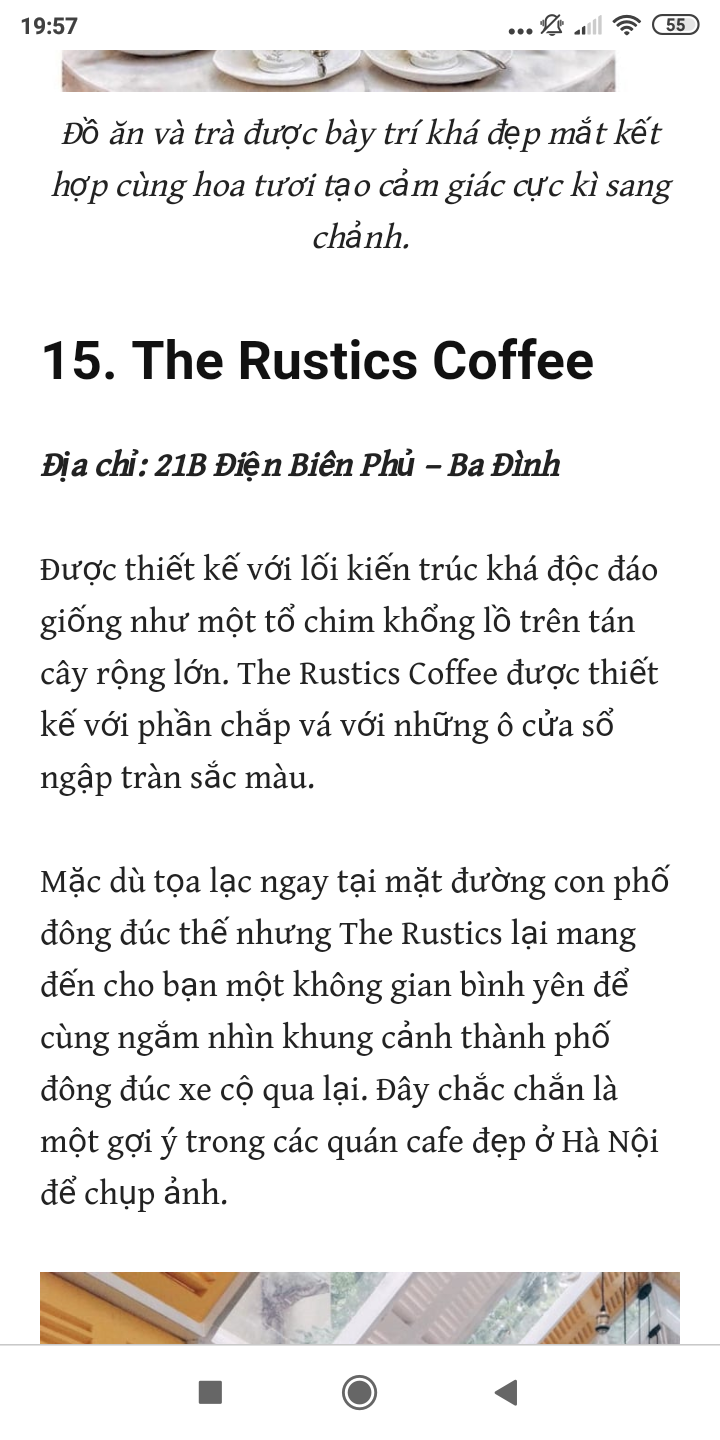 19:57
55
Đồ ăn và trà được bày trí khá đẹp mắt kết
hợp cùng hoa tươi tạo cảm giác cực kì sang
chảnh.
15. The Rustics Coffee
Địa chỉ: 21B Điện Biên Phủ – Ba Đình
Được thiết kế với lối kiến trúc khá độc đáo
giống như một tổ chim khổng lồ trên tán
cây rộng lớn. The Rustics Coffee được thiết
kế với phần chắp vá với những ô cửa sổ
ngập tràn sắc màu.
Mặc dù tọa lạc ngay tại mặt đường con phố
đông đúc thế nhưng The Rustics lại mang
đến cho bạn một không gian bình yên để
cùng ngắm nhìn khung cảnh thành phố
đông đúc xe cộ qua lại. Đây chắc chắn là
một gợi ý trong các quán cafe đẹp ở Hà Nội
để chụp ảnh.